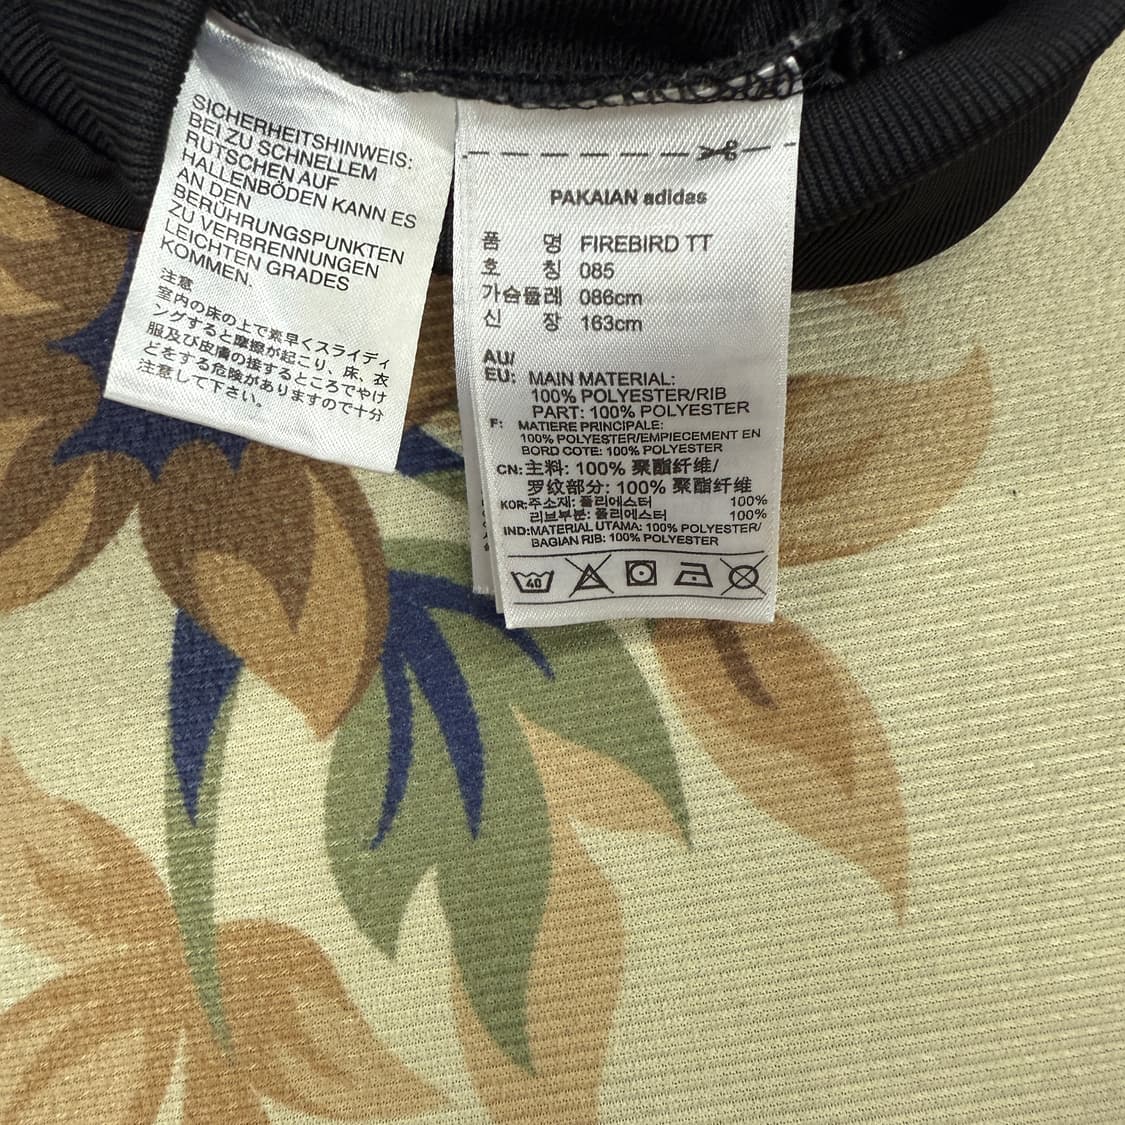 SICHERHEITSHINWEIS:
BEI ZU SCHNELLEM
RUTSCHEN AUF
HALLENBÖDEN KANN ES
AN DEN
BERÜHRUNGSPUNKTEN
ZU VERBRENNUNGEN
LEICHTEN GRADES
KOMMEN.
注意
室内の床の上で素早くスライディ
ングすると摩擦が起こり、床、衣
服及び皮膚の接するところでやけ
どをする危険がありますので十分
注意して下さい。
PAKAIAN adidas
품 명 FIREBIRD TT
호 칭 085
가슴둘레 086cm
신 장 163cm
AU/
EU: MAIN MATERIAL:
100% POLYESTER/RIB
PART: 100% POLYESTER
F: MATIERE PRINCIPALE:
100% POLYESTER/EMPIECEMENT EN
BORD COTE: 100% POLYESTER
CN: 主料: 100% 聚酯纤维/
罗纹部分: 100% 聚酯纤维
KOR: 주소재: 폴리에스터 100%
리브부분: 폴리에스터 100%
IND: MATERIAL UTAMA: 100% POLYESTER/
BAGIAN RIB: 100% POLYESTER
40